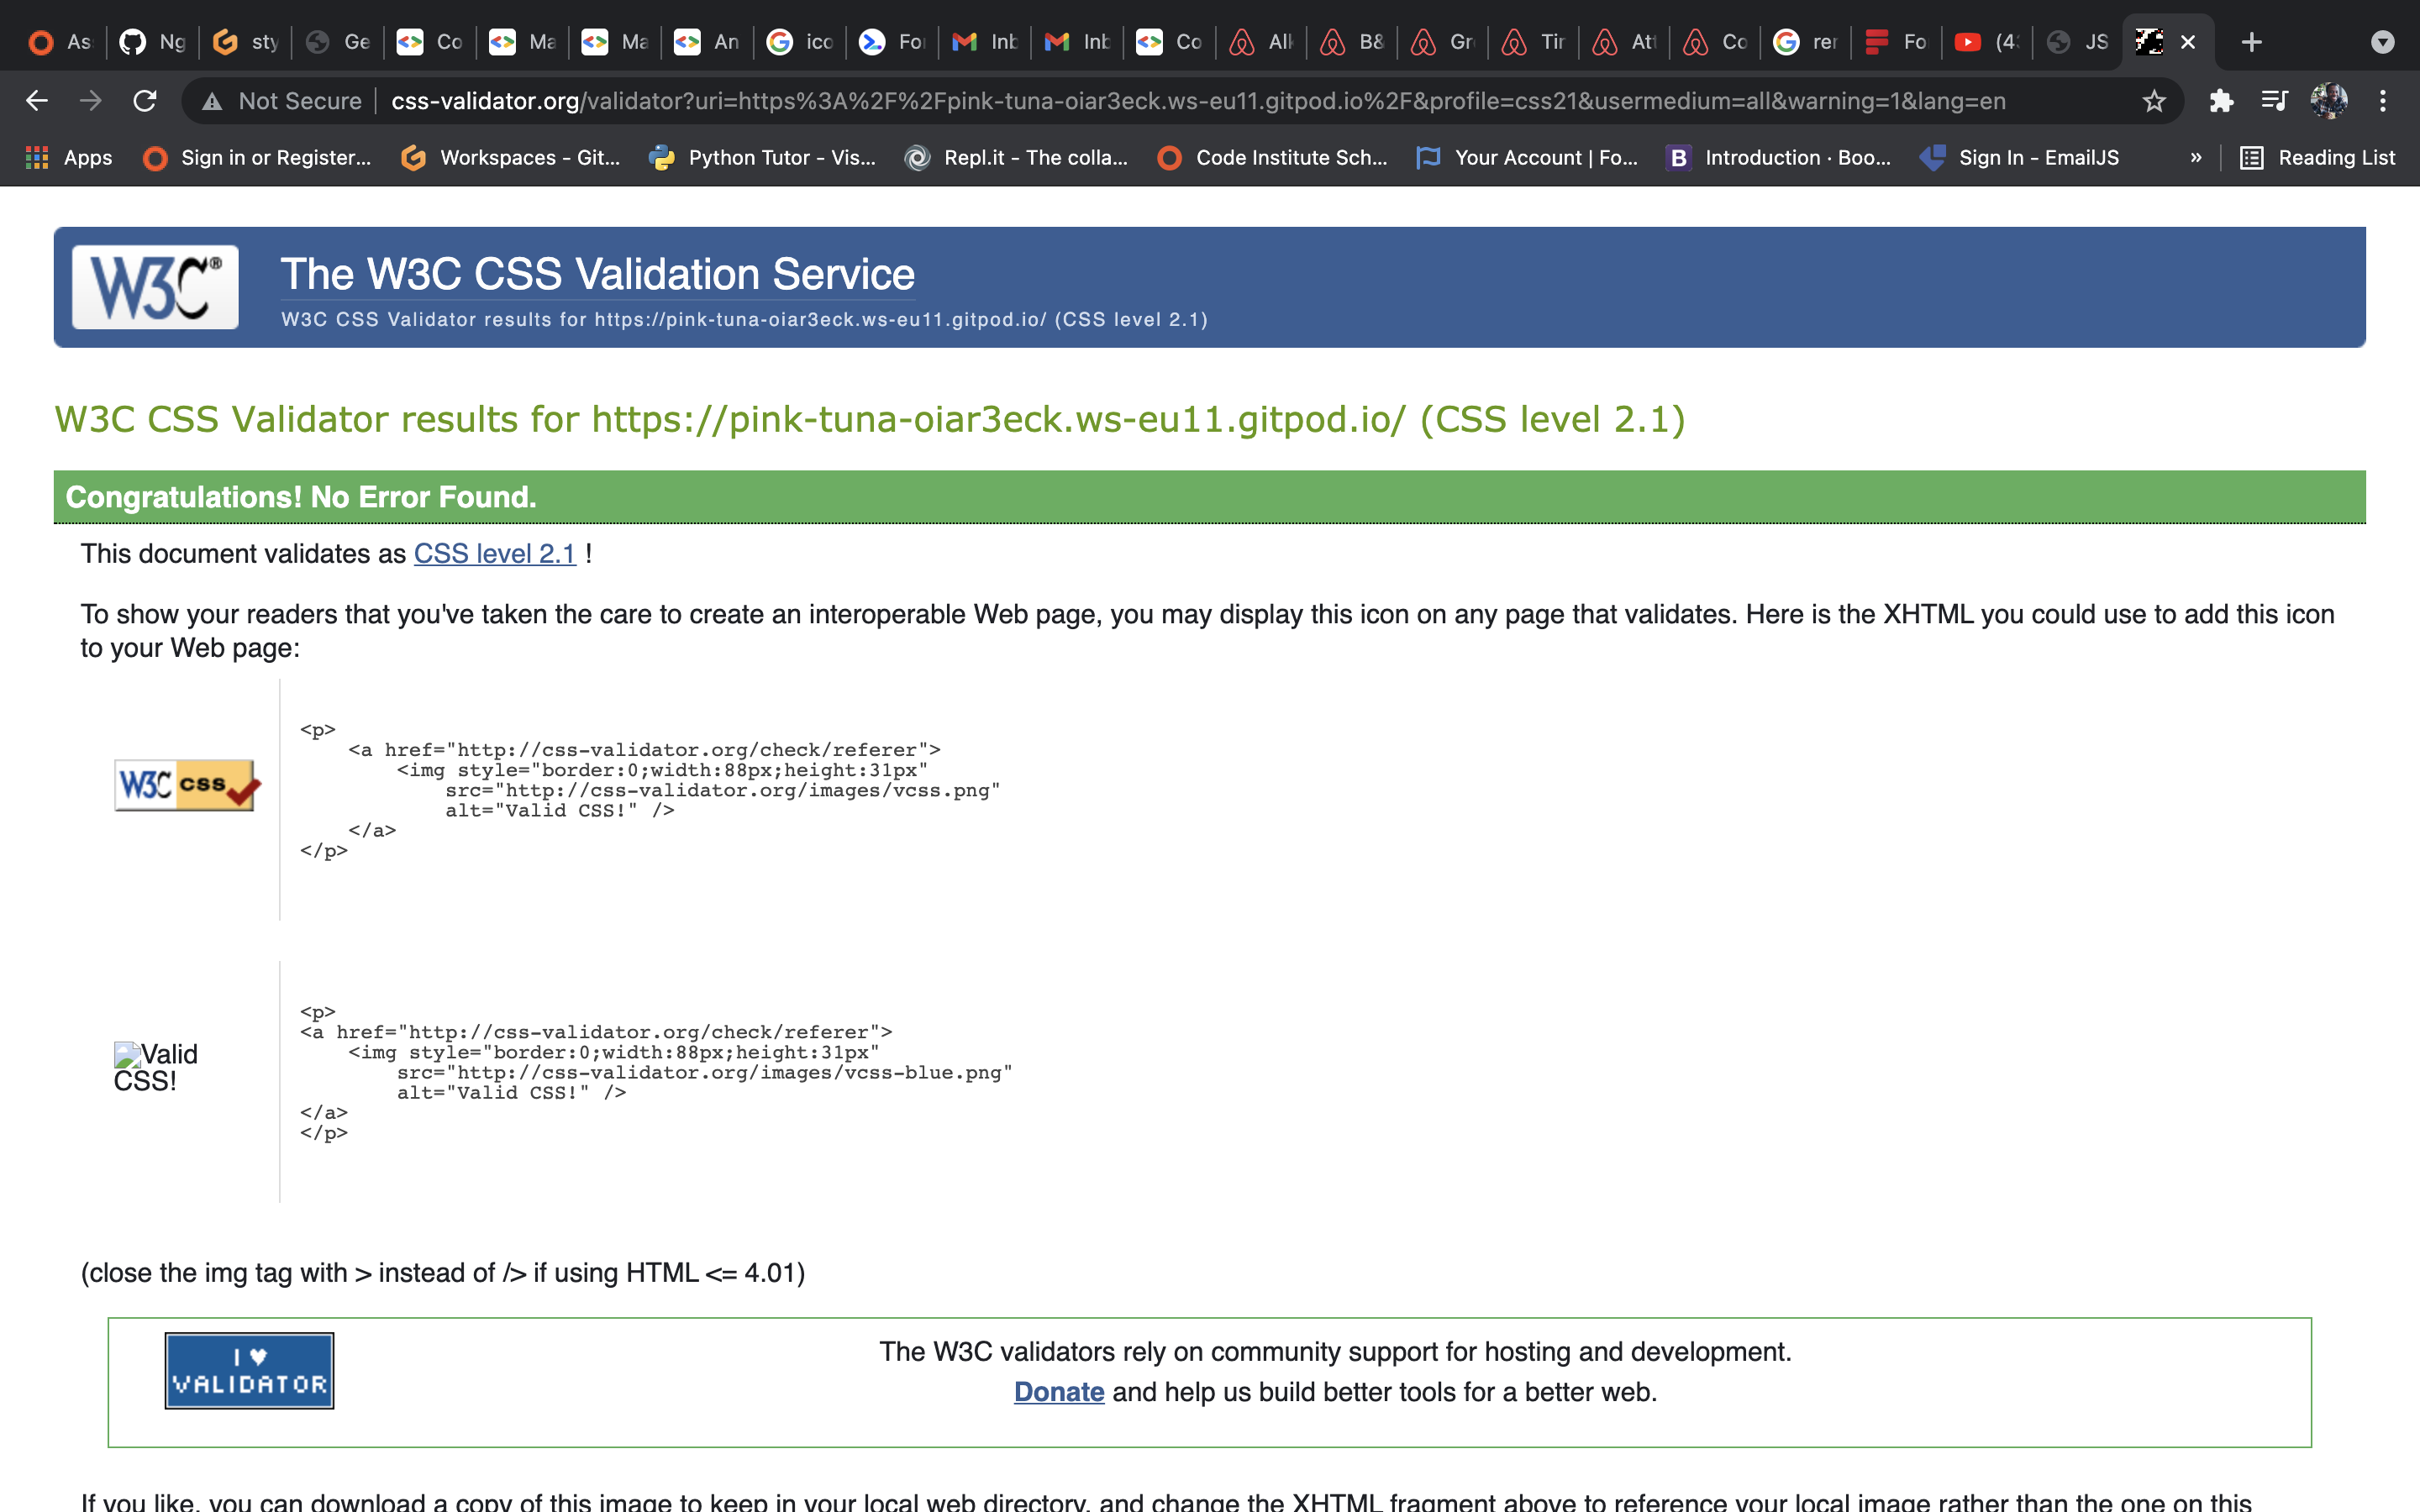 As Ng sty Ge Co Ma Ma An ico For Inb Inb Co Alk B& Gr Tir Att Co rer Fo (4 JS
Not Secure css-validator.org/validator?uri=https%3A%2F%2Fpink-tuna-oiar3eck.ws-eu11.gitpod.io%2F&profile=css21&usermedium=all&warning=1&lang=en
Apps Sign in or Register... Workspaces - Git... Python Tutor - Vis... Repl.it - The colla... Code Institute Sch... Your Account | Fo... B Introduction · Boo... Sign In - EmailJS » Reading List
W3C®
The W3C CSS Validation Service
W3C CSS Validator results for https://pink-tuna-oiar3eck.ws-eu11.gitpod.io/ (CSS level 2.1)
W3C CSS Validator results for https://pink-tuna-oiar3eck.ws-eu11.gitpod.io/ (CSS level 2.1)
Congratulations! No Error Found.
This document validates as CSS level 2.1 !
To show your readers that you've taken the care to create an interoperable Web page, you may display this icon on any page that validates. Here is the XHTML you could use to add this icon
to your Web page:
W3C css
<p>
<a href="http://css-validator.org/check/referer">
<img style="border:0;width:88px;height:31px"
src="http://css-validator.org/images/vcss.png"
alt="Valid CSS!" />
</a>
</p>
Valid
CSS!
<p>
<a href="http://css-validator.org/check/referer">
<img style="border:0;width:88px;height:31px"
src="http://css-validator.org/images/vcss-blue.png"
alt="Valid CSS!" />
</a>
</p>
(close the img tag with > instead of /> if using HTML <= 4.01)
I ♥
VALIDATOR
The W3C validators rely on community support for hosting and development.
Donate and help us build better tools for a better web.
If you like, you can download a copy of this image to keep in your local web directory, and change the XHTML fragment above to reference your local image rather than the one on this